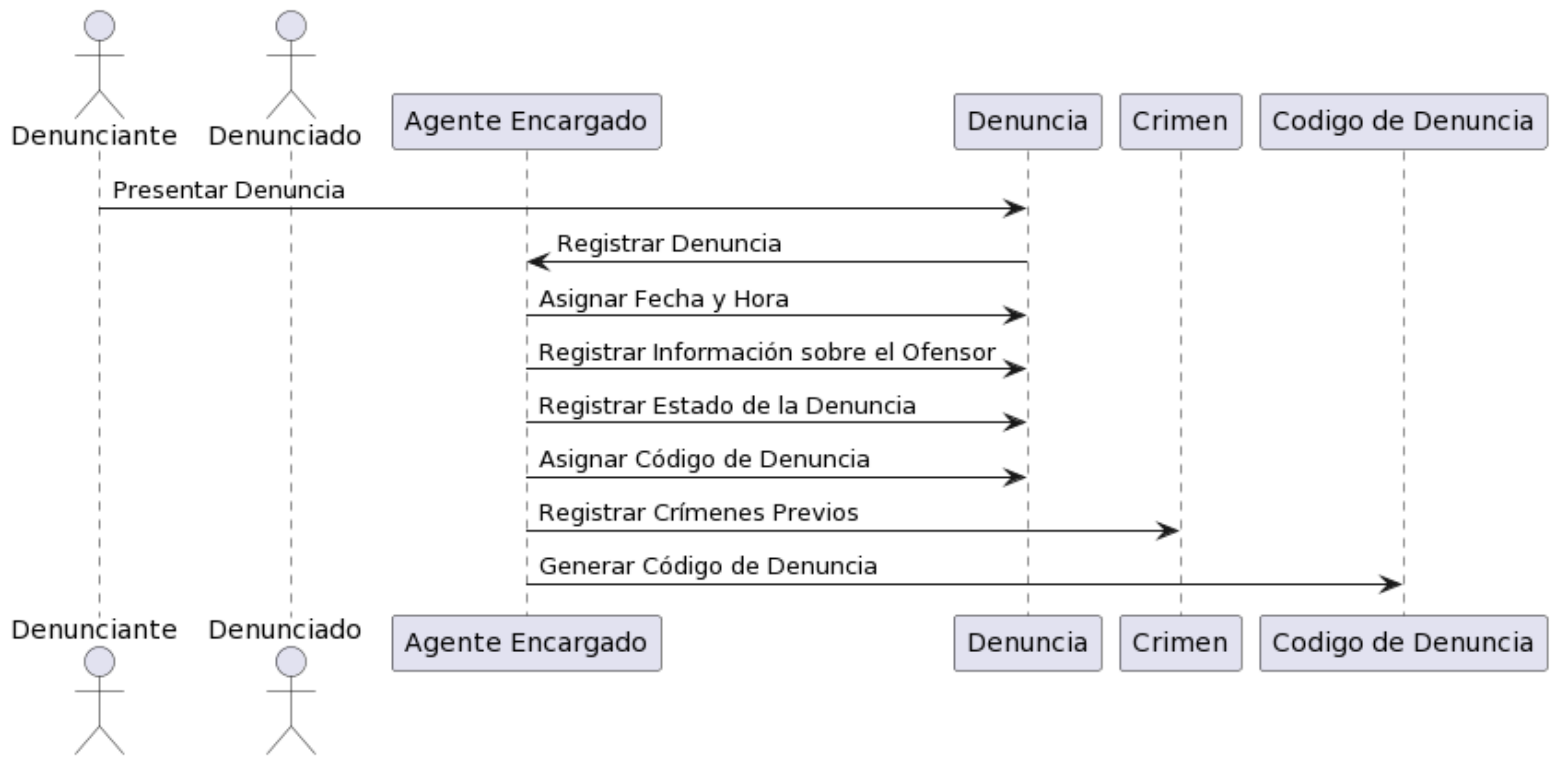 Denunciante
Denunciado
Agente Encargado
Denuncia
Crimen
Codigo de Denuncia
Presentar Denuncia
Registrar Denuncia
Asignar Fecha y Hora
Registrar Información sobre el Ofensor
Registrar Estado de la Denuncia
Asignar Código de Denuncia
Registrar Crímenes Previos
Generar Código de Denuncia
Denunciante
Denunciado
Agente Encargado
Denuncia
Crimen
Codigo de Denuncia